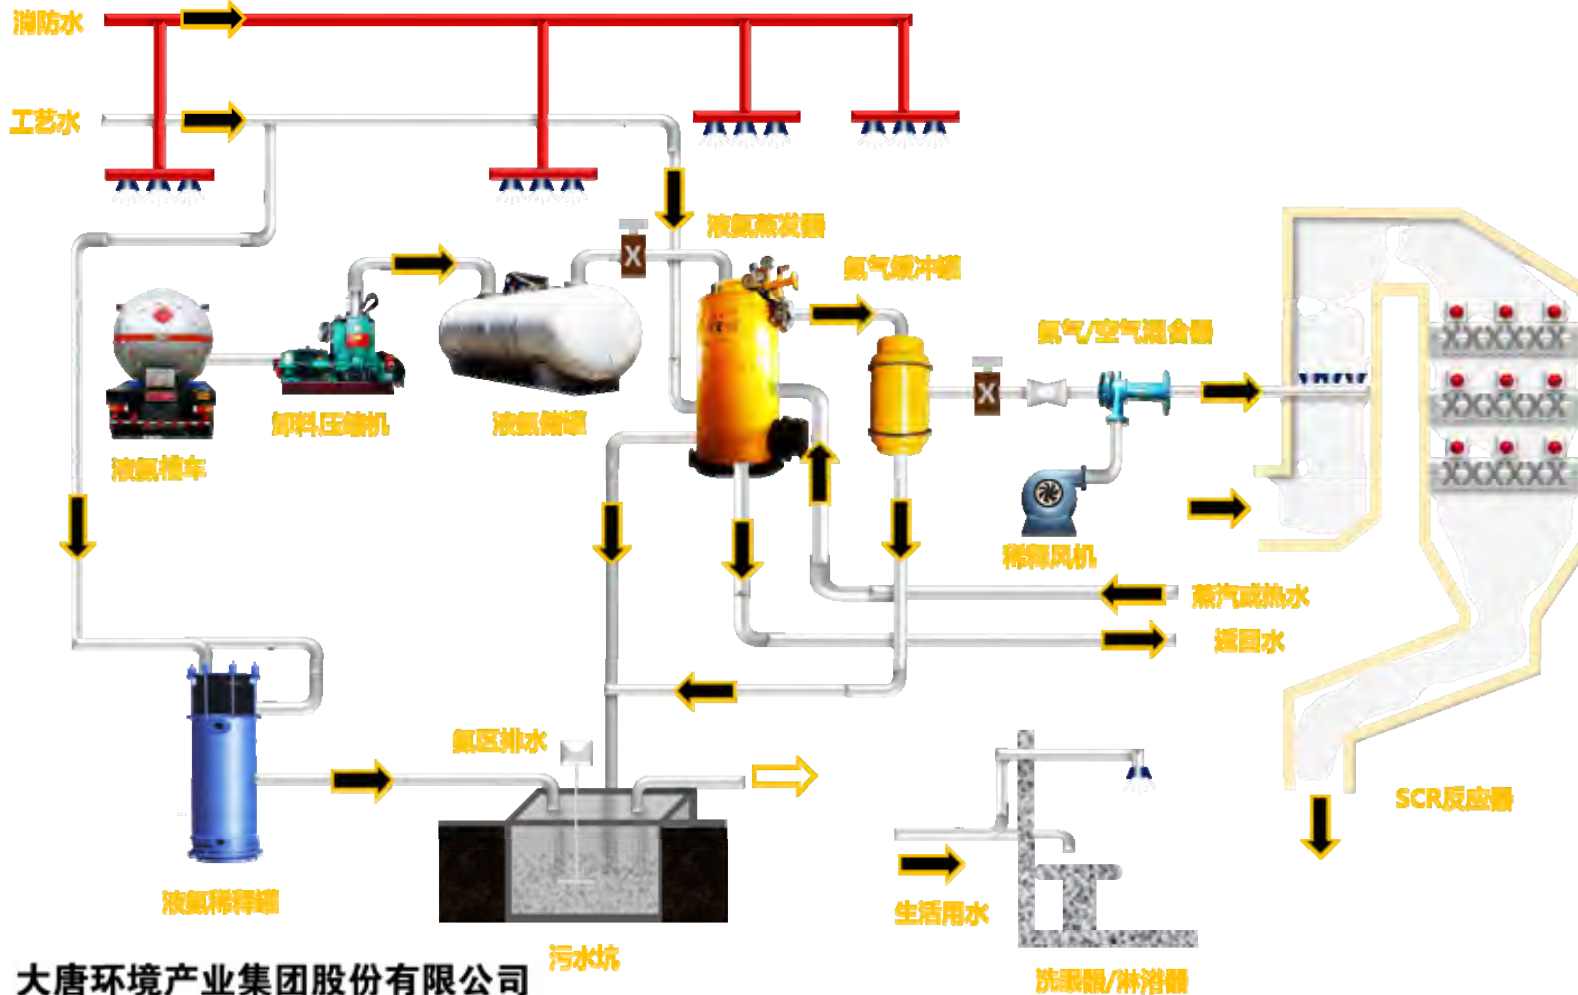 消防水
工艺水
液氨蒸发器
氨气缓冲罐
氨气/空气混合器
卸料压缩机
液氨储罐
液氨槽车
稀释风机
蒸汽或热水
返回水
氨区排水
SCR反应器
液氨稀释罐
生活用水
污水坑
洗眼器/淋浴器
大唐环境产业集团股份有限公司
X
X